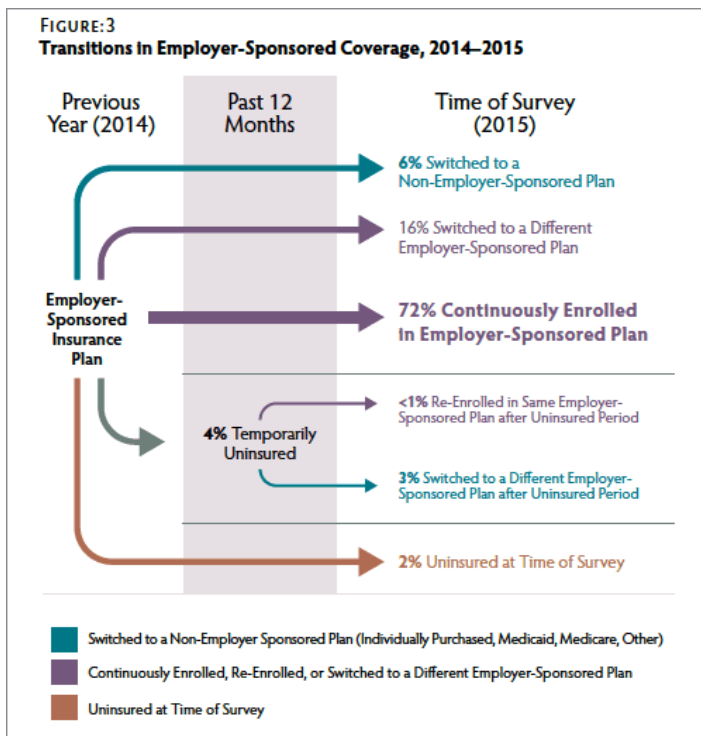 FIGURE:3
Transitions in Employer-Sponsored Coverage, 2014–2015
Previous
Year (2014)
Past 12
Months
Time of Survey
(2015)
6% Switched to a
Non-Employer-Sponsored Plan
16% Switched to a Different
Employer-Sponsored Plan
Employer-
Sponsored
Insurance
Plan
72% Continuously Enrolled
in Employer-Sponsored Plan
4% Temporarily
Uninsured
<1% Re-Enrolled in Same Employer-
Sponsored Plan after Uninsured Period
3% Switched to a Different Employer-
Sponsored Plan after Uninsured Period
2% Uninsured at Time of Survey
Switched to a Non-Employer Sponsored Plan (Individually Purchased, Medicaid, Medicare, Other)
Continuously Enrolled, Re-Enrolled, or Switched to a Different Employer-Sponsored Plan
Uninsured at Time of Survey